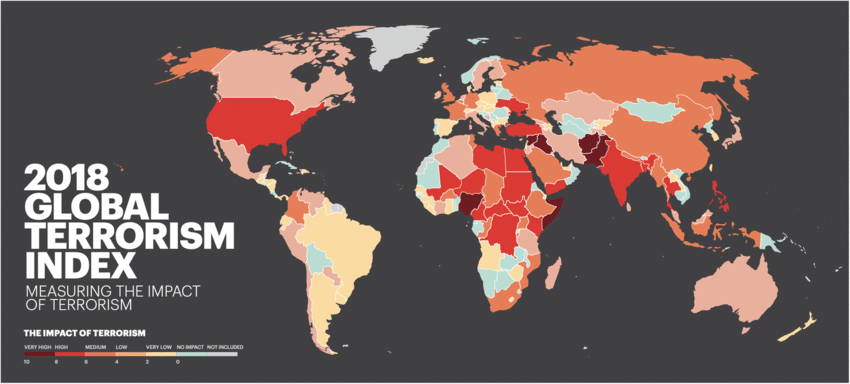 2018
GLOBAL
TERRORISM
INDEX
MEASURING THE IMPACT
OF TERRORISM
THE IMPACT OF TERRORISM
VERY HIGH HIGH MEDIUM LOW VERY LOW NO IMPACT NOT INCLUDED
10 8 6 4 2 0